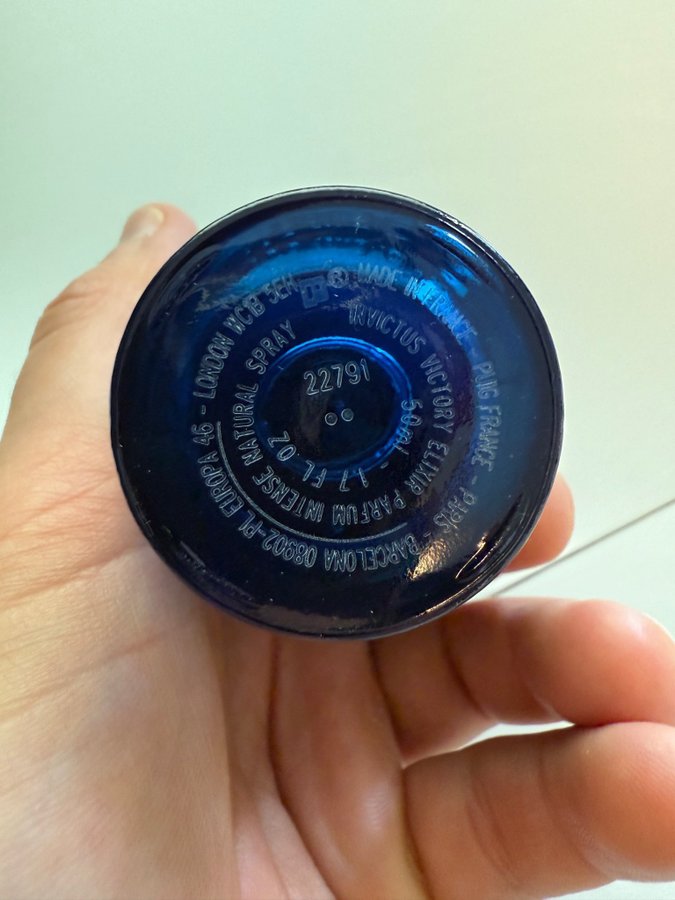 MADE IN FRANCE - PUIG FRANCE - PARIS - BARCELONA 08902-PL EUROPA 46 - LONDON WC1B 5EH
INVICTUS VICTORY ELIXIR PARFUM INTENSE NATURAL SPRAY
50ml - 1.7 FL. OZ
22791